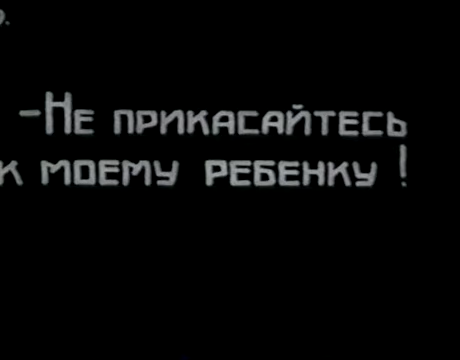 -Не прикасайтесь
к моему ребенку !